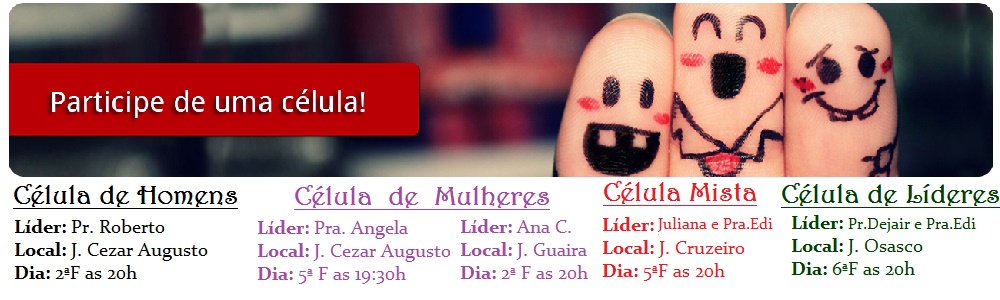 Participe de uma célula!
Célula de Homens
Líder: Pr. Roberto
Local: J. Cezar Augusto
Dia: 2ªF as 20h
Célula de Mulheres
Líder: Pra. Angela
Local: J. Cezar Augusto
Dia: 5ª F as 19:30h
Líder: Ana C.
Local: J. Guaira
Dia: 2ª F as 20h
Célula Mista
Líder: Juliana e Pra.Edi
Local: J. Cruzeiro
Dia: 5ªF as 20h
Célula de Líderes
Líder: Pr.Dejair e Pra.Edi
Local: J. Osasco
Dia: 6ªF as 20h